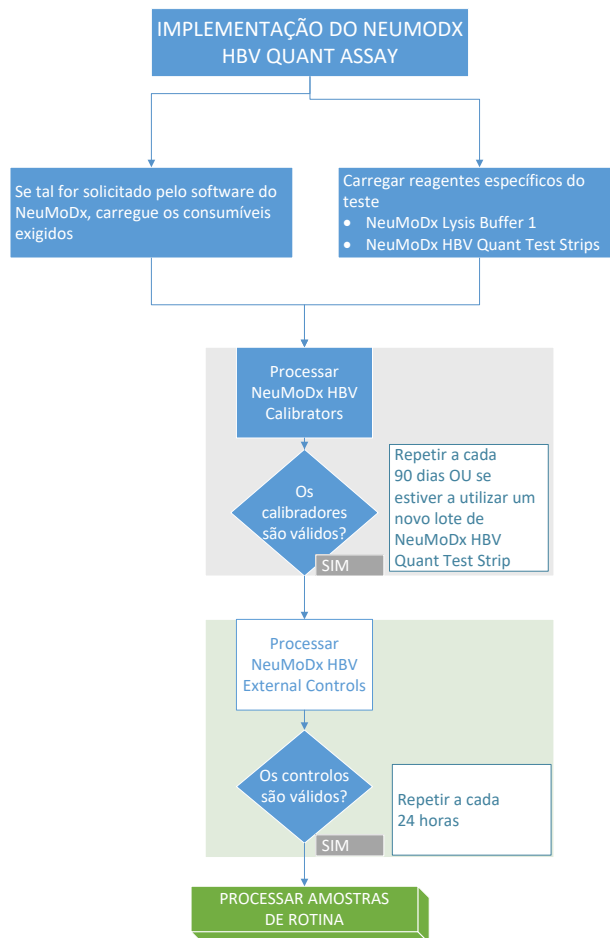 IMPLEMENTAÇÃO DO NEUMODX
HBV QUANT ASSAY
Se tal for solicitado pelo software do
NeuMoDx, carregue os consumíveis
exigidos
Carregar reagentes específicos do
teste
• NeuMoDx Lysis Buffer 1
• NeuMoDx HBV Quant Test Strips
Processar
NeuMoDx HBV
Calibrators
Os
calibradores
são válidos?
SIM
Repetir a cada
90 dias OU se
estiver a utilizar um
novo lote de
NeuMoDx HBV
Quant Test Strip
Processar
NeuMoDx HBV
External Controls
Os controlos
são válidos?
SIM
Repetir a cada
24 horas
PROCESSAR AMOSTRAS
DE ROTINA